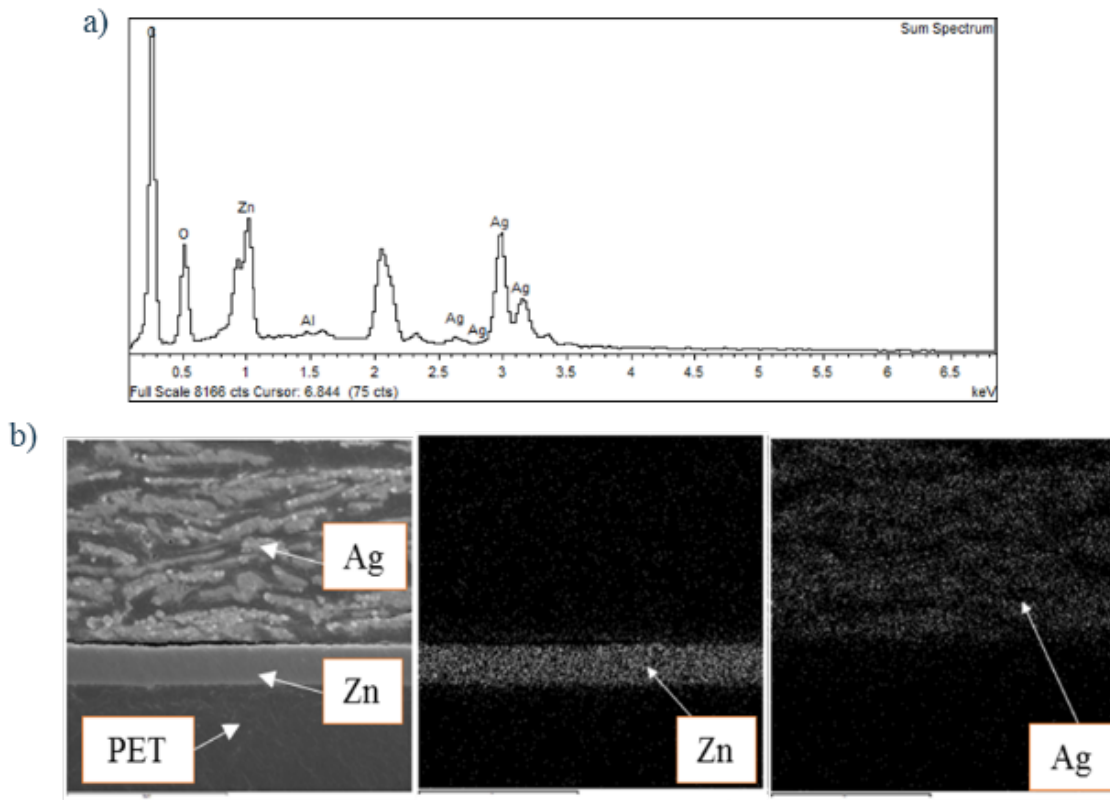 a)
Sum Spectrum
Zn
O
Ag
Ag
Al
Ag
Ag
0.5 1 1.5 2 2.5 3 3.5 4 4.5 5 5.5 6 6.5
Full Scale 8166 cts Cursor: 6.844 (75 cts) keV
b)
Ag
Zn
PET
Zn
Ag